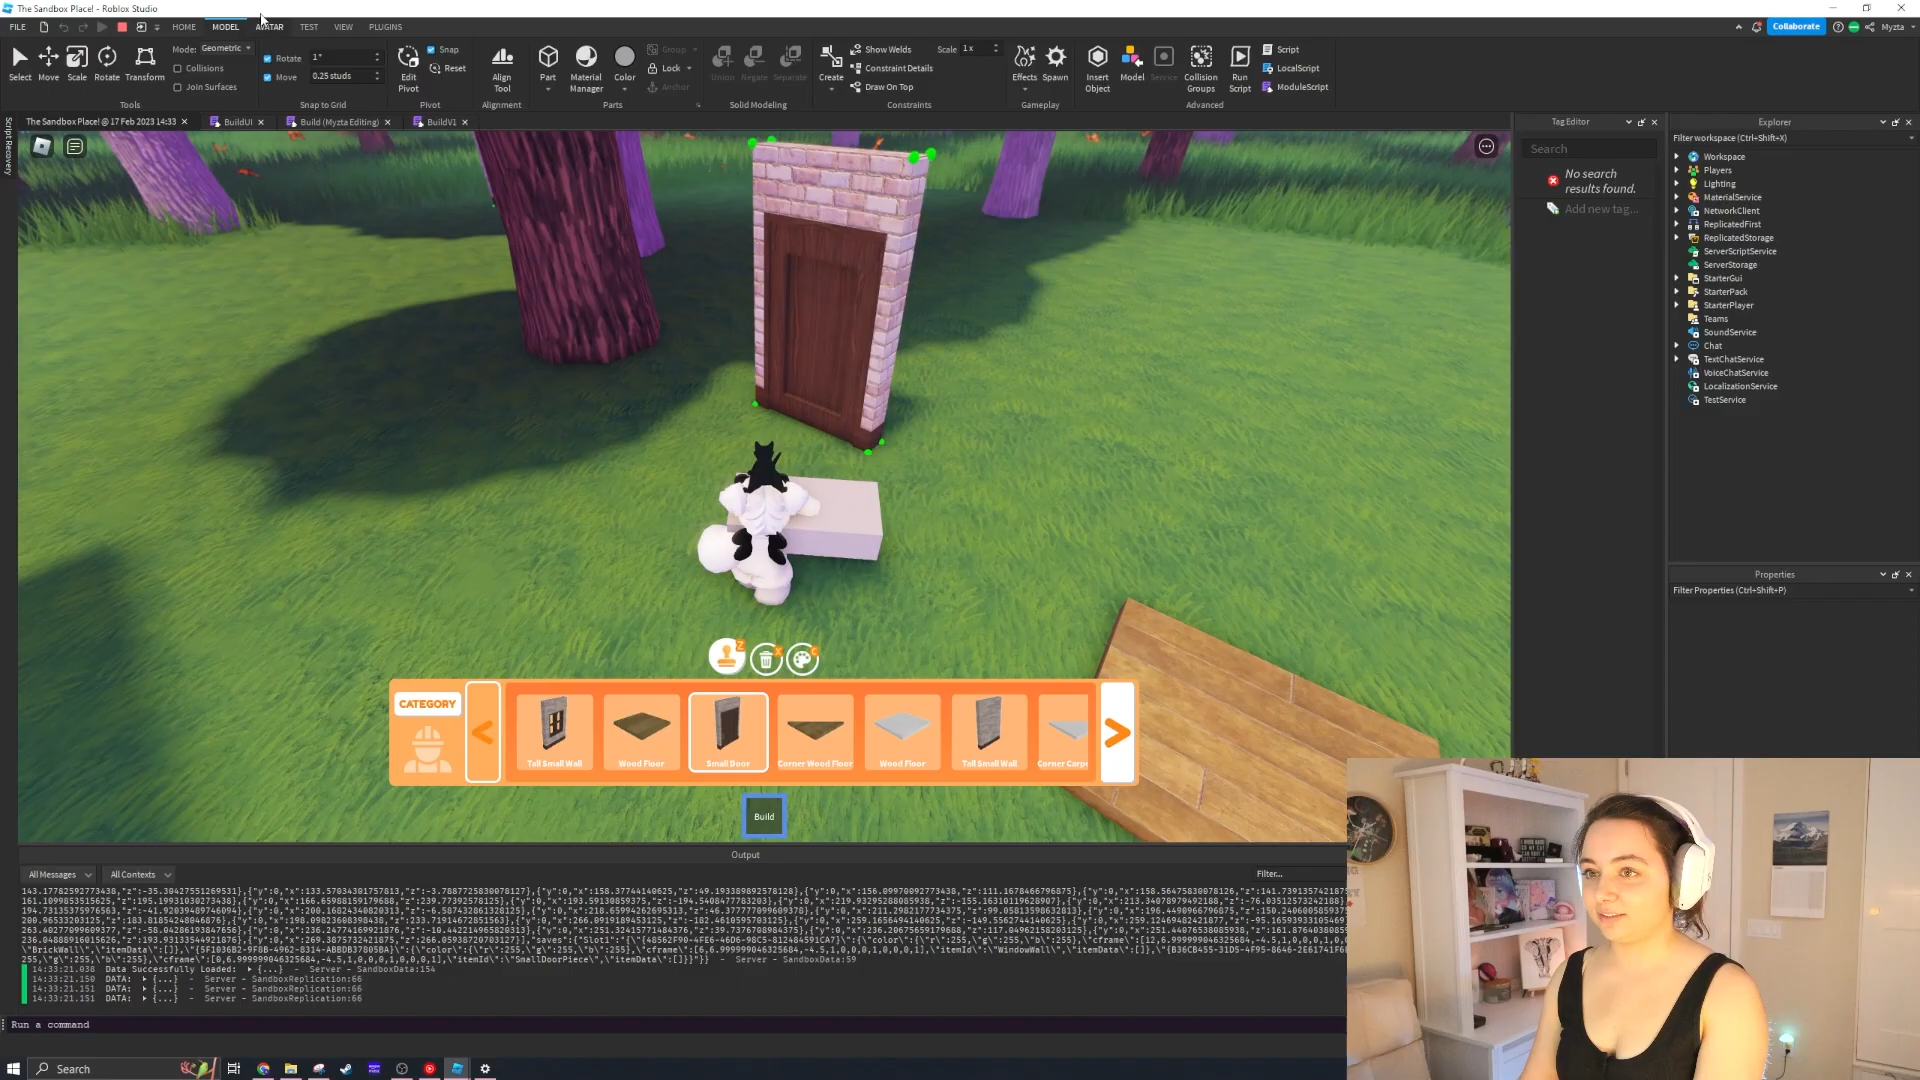 The Sandbox Place! - Roblox Studio
FILE HOME MODEL AVATAR TEST VIEW PLUGINS Collaborate Myzta
Select Move Scale Rotate Transform
Mode: Geometric
Collisions
Join Surfaces
Tools
Rotate 1°
Move 0.25 studs
Snap to Grid
Edit Pivot
Snap
Reset
Pivot
Align Tool
Alignment
Part Material Manager Color
Group
Lock
Anchor
Parts
Union Negate Separate
Solid Modeling
Create
Show Welds Scale 1x
Constraint Details
Draw On Top
Constraints
Effects Spawn
Gameplay
Insert Object Model Service Collision Groups Run Script
Script
LocalScript
ModuleScript
Advanced
Script Recovery
The Sandbox Place! @ 17 Feb 2023 14:33 BuildUI Build (Myzta Editing) BuildV1
Tag Editor
Search
No search results found.
Add new tag...
Explorer
Filter workspace (Ctrl+Shift+X)
Workspace
Players
Lighting
MaterialService
NetworkClient
ReplicatedFirst
ReplicatedStorage
ServerScriptService
ServerStorage
StarterGui
StarterPack
StarterPlayer
Teams
SoundService
Chat
TextChatService
VoiceChatService
LocalizationService
TestService
Properties
Filter Properties (Ctrl+Shift+P)
Z X C
CATEGORY
< Tall Small Wall Wood Floor Small Door Corner Wood Floor Wood Floor Tall Small Wall Corner Carpe >
Build
Output
All Messages All Contexts Filter...
14:33:21.038 Data Successfully Loaded: ▶ {...} - Server - SandboxData:154
14:33:21.150 DATA: ▶ {...} - Server - SandboxReplication:66
14:33:21.151 DATA: ▶ {...} - Server - SandboxReplication:66
14:33:21.151 DATA: ▶ {...} - Server - SandboxReplication:66
Run a command
Search